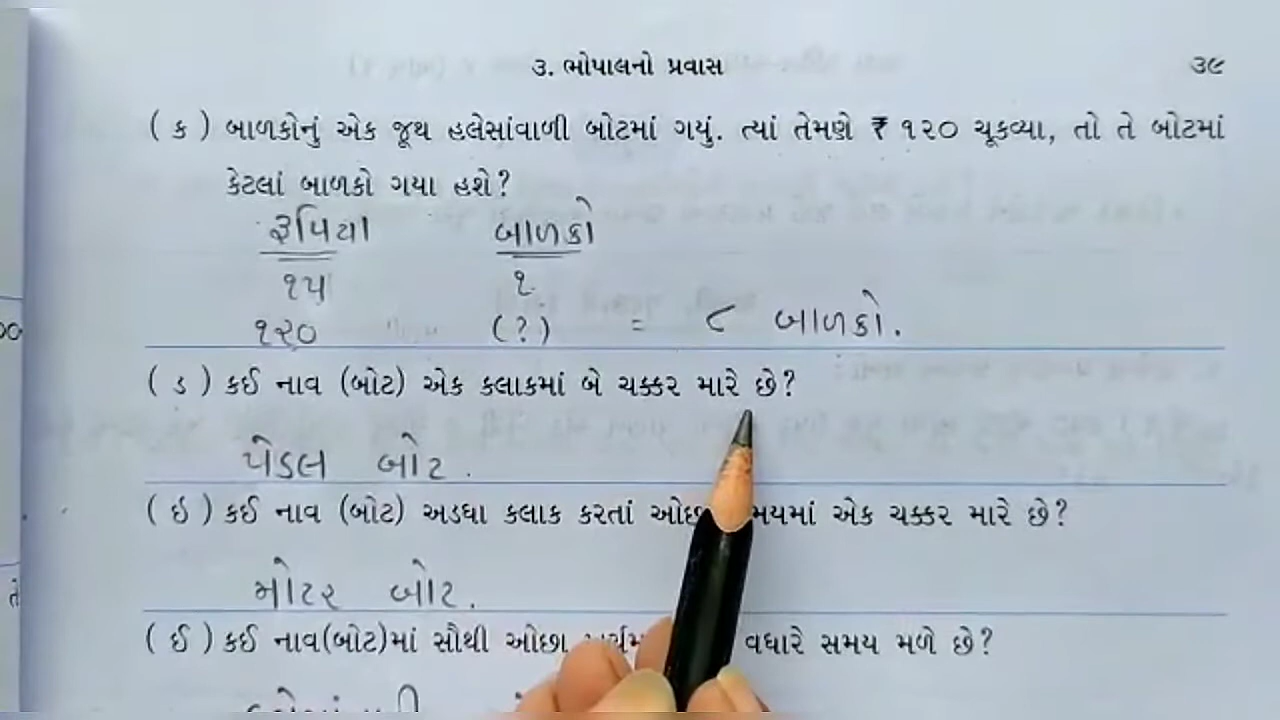 ૩. ભોપાલનો પ્રવાસ ૩૯
( ક ) બાળકોનું એક જૂથ હલેસાંવાળી બોટમાં ગયું. ત્યાં તેમણે ₹ ૧૨૦ ચૂકવ્યા, તો તે બોટમાં
કેટલાં બાળકો ગયા હશે?
રૂપિયા બાળકો
૧૫ ૧
૧૨૦ (?) = ૮ બાળકો.
( ડ ) કઈ નાવ (બોટ) એક કલાકમાં બે ચક્કર મારે છે?
પેડલ બોટ.
( ઇ ) કઈ નાવ (બોટ) અડધા કલાક કરતાં એક ચક્કર મારે છે?
મોટર બોટ.
( ઈ ) કઈ નાવ(બોટ)માં સૌથી ઓછા વધારે સમય મળે છે?